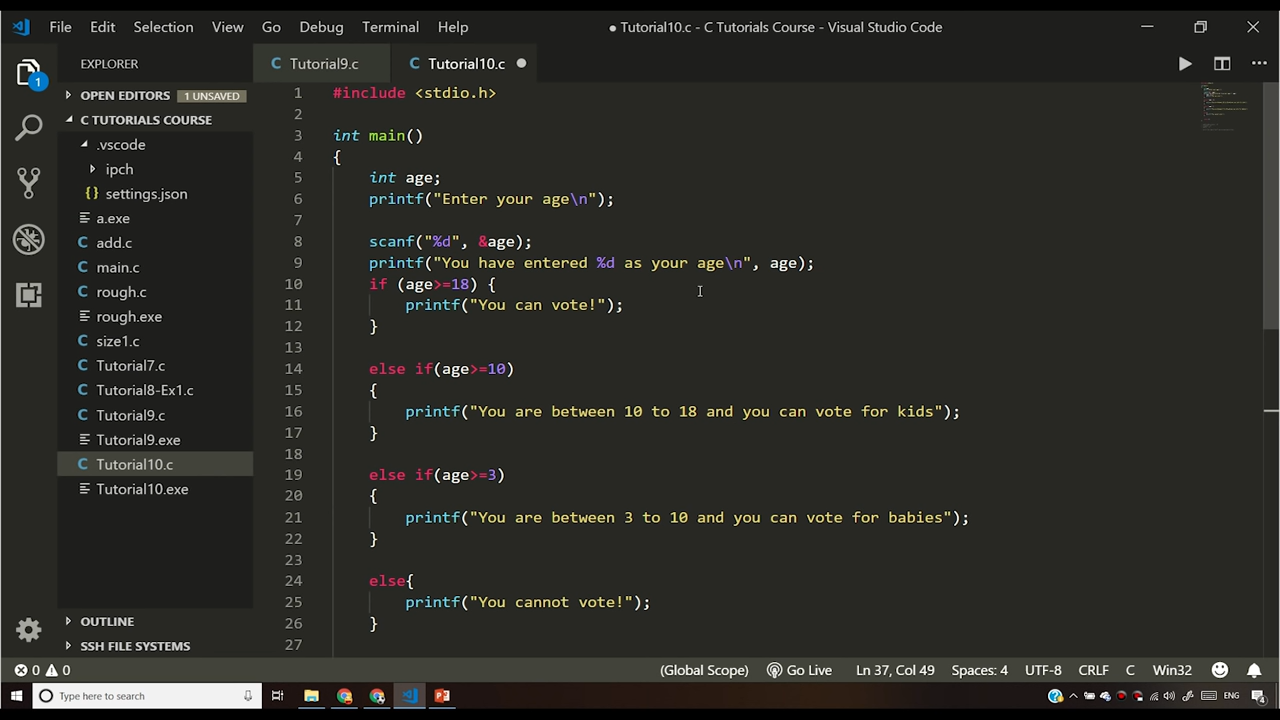 File Edit Selection View Go Debug Terminal Help ● Tutorial10.c - C Tutorials Course - Visual Studio Code
EXPLORER
OPEN EDITORS 1 UNSAVED
C TUTORIALS COURSE
.vscode
ipch
{} settings.json
a.exe
C add.c
C main.c
C rough.c
rough.exe
C size1.c
C Tutorial7.c
C Tutorial8-Ex1.c
C Tutorial9.c
Tutorial9.exe
C Tutorial10.c
Tutorial10.exe
OUTLINE
SSH FILE SYSTEMS
1
C Tutorial9.c C Tutorial10.c ●
1 #include <stdio.h>
2
3 int main()
4 {
5 int age;
6 printf("Enter your age\n");
7
8 scanf("%d", &age);
9 printf("You have entered %d as your age\n", age);
10 if (age>=18) {
11 printf("You can vote!");
12 }
13
14 else if(age>=10)
15 {
16 printf("You are between 10 to 18 and you can vote for kids");
17 }
18
19 else if(age>=3)
20 {
21 printf("You are between 3 to 10 and you can vote for babies");
22 }
23
24 else{
25 printf("You cannot vote!");
26 }
27
0 0 (Global Scope) Go Live Ln 37, Col 49 Spaces: 4 UTF-8 CRLF C Win32
Type here to search ENG 4